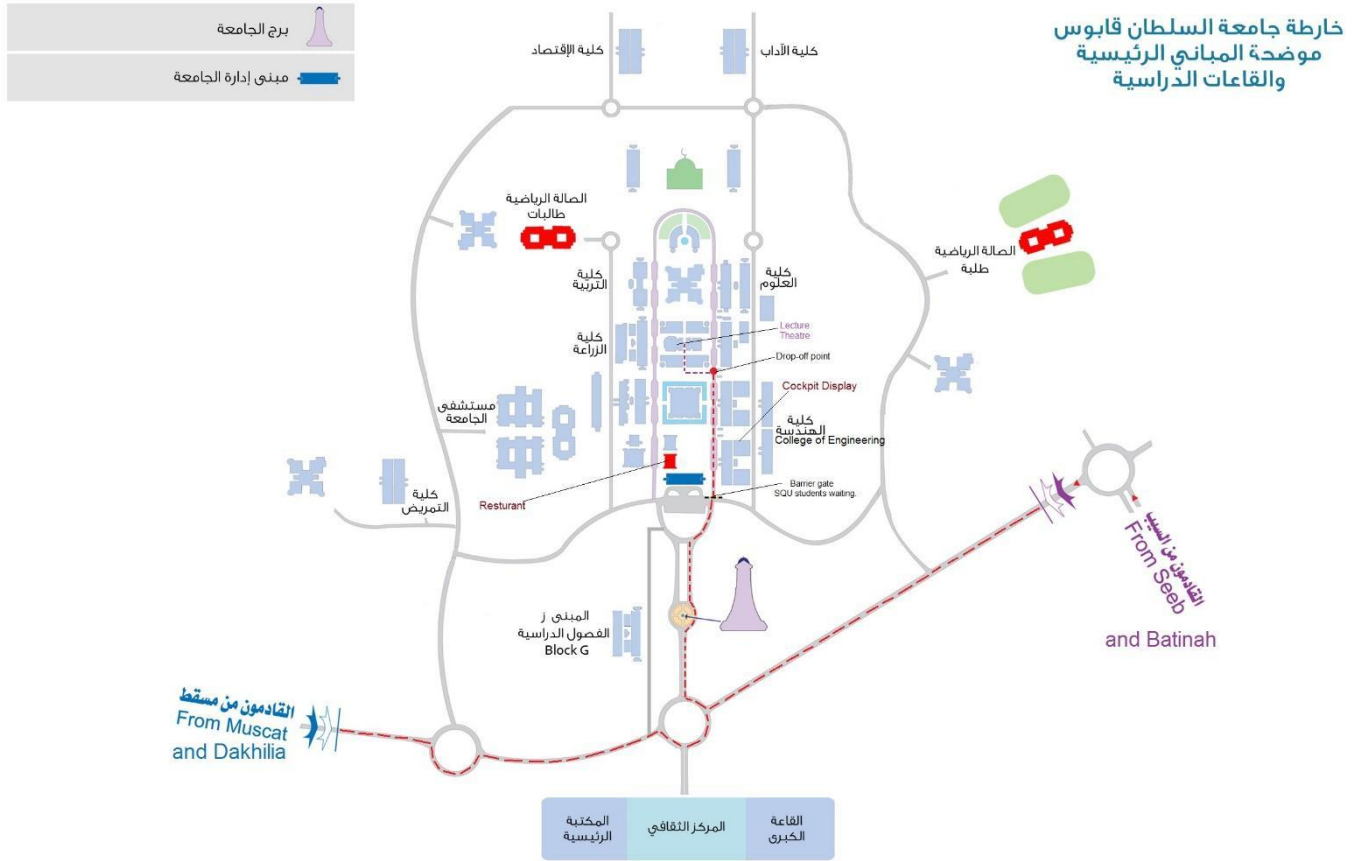 خارطة جامعة السلطان قابوس
موضحة المباني الرئيسية
والقاعات الدراسية
برج الجامعة
مبنى إدارة الجامعة
كلية الآداب
كلية الإقتصاد
الصالة الرياضية
طالبات
الصالة الرياضية
طلبة
كلية
العلوم
كلية
التربية
Lecture
Theatre
كلية
الزراعة
Drop-off point
Cockpit Display
مستشفى
الجامعة
كلية
الهندسة
College of Engineering
Barrier gate
SQU students waiting.
Resturant
كلية
التمريض
القادمون من السيب
From Seeb
and Batinah
المبنى ز
الفصول الدراسية
Block G
القادمون من مسقط
From Muscat
and Dakhilia
القاعة
الكبرى
المركز الثقافي
المكتبة
الرئيسية